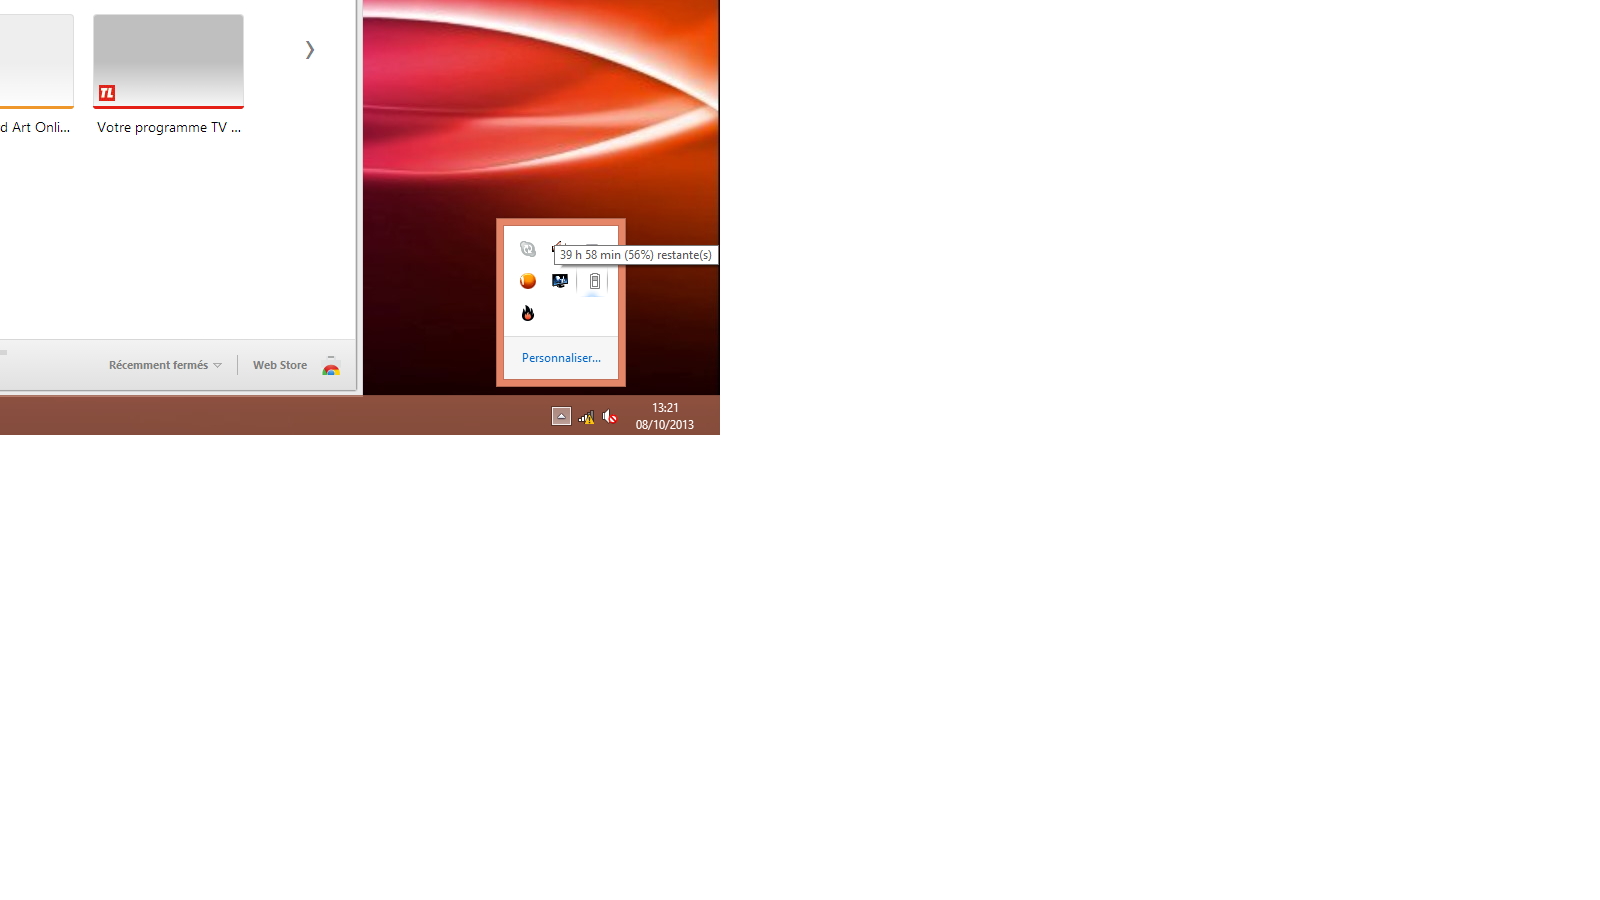 TL
d Art Onli...
Votre programme TV ...
39 h 58 min (56%) restante(s)
Personnaliser...
Récemment fermés
Web Store
13:21
08/10/2013